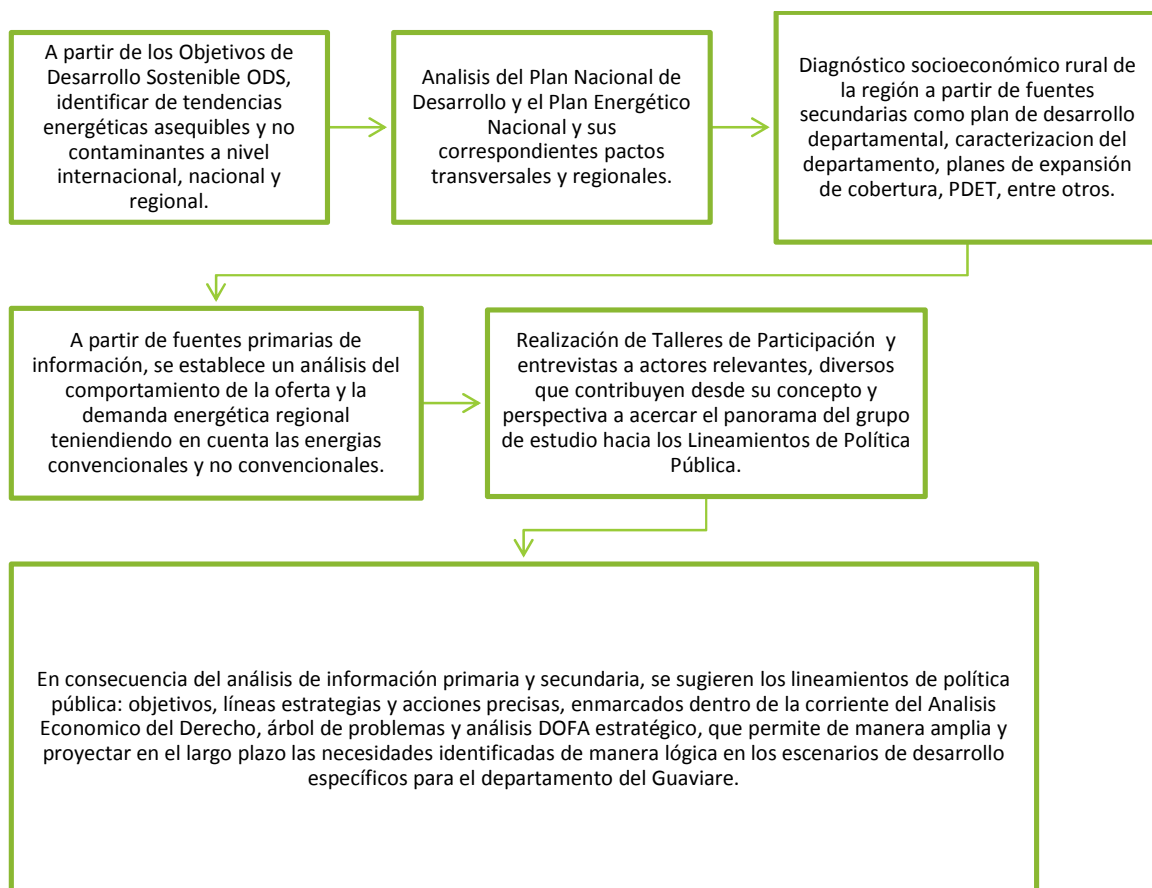 A partir de los Objetivos de
Desarrollo Sostenible ODS,
identificar de tendencias
energéticas asequibles y no
contaminantes a nivel
internacional, nacional y
regional.
Analisis del Plan Nacional de
Desarrollo y el Plan Energético
Nacional y sus
correspondientes pactos
transversales y regionales.
Diagnóstico socioeconómico rural de
la región a partir de fuentes
secundarias como plan de desarrollo
departamental, caracterizacion del
departamento, planes de expansión
de cobertura, PDET, entre otros.
A partir de fuentes primarias de
información, se establece un análisis del
comportamiento de la oferta y la
demanda energética regional
teniendiendo en cuenta las energias
convencionales y no convencionales.
Realización de Talleres de Participación y
entrevistas a actores relevantes, diversos
que contribuyen desde su concepto y
perspectiva a acercar el panorama del grupo
de estudio hacia los Lineamientos de Política
Pública.
En consecuencia del análisis de información primaria y secundaria, se sugieren los lineamientos de política
pública: objetivos, líneas estrategias y acciones precisas, enmarcados dentro de la corriente del Analisis
Economico del Derecho, árbol de problemas y análisis DOFA estratégico, que permite de manera amplia y
proyectar en el largo plazo las necesidades identificadas de manera lógica en los escenarios de desarrollo
específicos para el departamento del Guaviare.